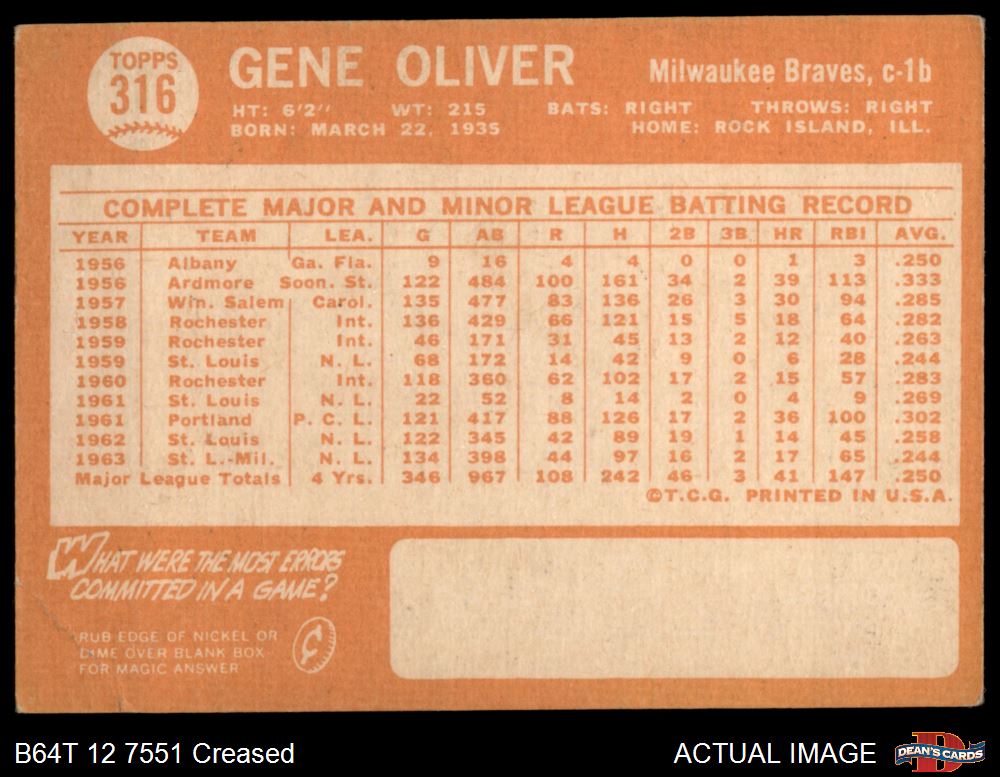 TOPPS
316
GENE OLIVER
Milwaukee Braves, c-1b
HT: 6'2" WT: 215 BATS: RIGHT THROWS: RIGHT
BORN: MARCH 22, 1935 HOME: ROCK ISLAND, ILL.
COMPLETE MAJOR AND MINOR LEAGUE BATTING RECORD
YEAR TEAM LEA. G AB R H 2B 3B HR RBI AVG.
1956 Albany Ga. Fla. 9 16 4 4 0 0 1 3 .250
1956 Ardmore Soon. St. 122 484 100 161 34 2 39 113 .333
1957 Win. Salem Carol. 135 477 83 136 26 3 30 94 .285
1958 Rochester Int. 136 429 66 121 15 5 18 64 .282
1959 Rochester Int. 46 171 31 45 13 2 12 40 .263
1959 St. Louis N. L. 68 172 14 42 9 0 6 28 .244
1960 Rochester Int. 118 360 62 102 17 2 15 57 .283
1961 St. Louis N. L. 22 52 8 14 2 0 4 9 .269
1961 Portland P. C. L. 121 417 88 126 17 2 36 100 .302
1962 St. Louis N. L. 122 345 42 89 19 1 14 45 .258
1963 St. L.-Mil. N. L. 134 398 44 97 16 2 17 65 .244
Major League Totals 4 Yrs. 346 967 108 242 46 3 41 147 .250
©T.C.G. PRINTED IN U.S.A.
WHAT WERE THE MOST ERRORS
COMMITTED IN A GAME?
RUB EDGE OF NICKEL OR
DIME OVER BLANK BOX
FOR MAGIC ANSWER
B64T 12 7551 Creased
ACTUAL IMAGE
DEAN'S CARDS